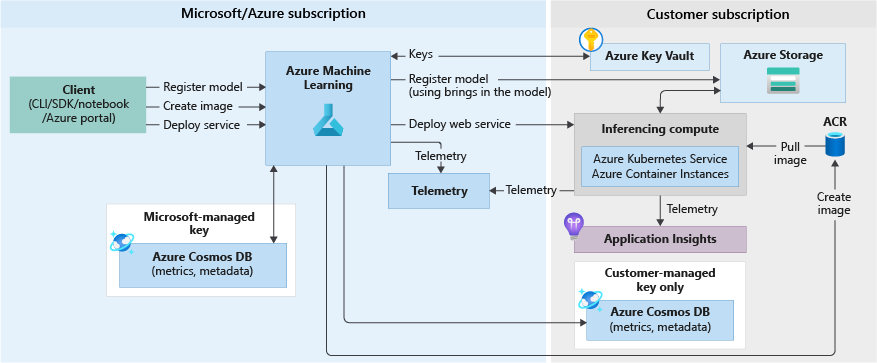 Microsoft/Azure subscription
Customer subscription
Client
(CLI/SDK/notebook
/Azure portal)
Register model
Create image
Deploy service
Azure Machine
Learning
Keys
Register model
(using brings in the model)
Deploy web service
Telemetry
Telemetry
Telemetry
Azure Key Vault
Azure Storage
Inferencing compute
Azure Kubernetes Service
Azure Container Instances
ACR
Pull
image
Create
image
Telemetry
Application Insights
Microsoft-managed
key
Azure Cosmos DB
(metrics, metadata)
Customer-managed
key only
Azure Cosmos DB
(metrics, metadata)